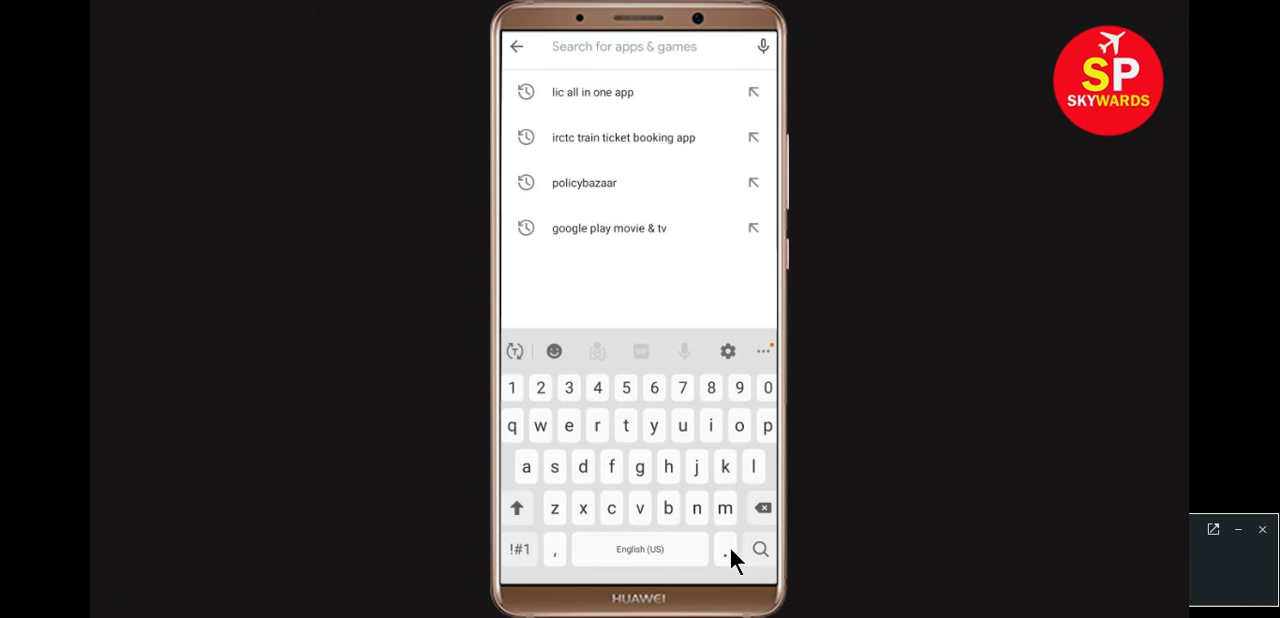 Search for apps & games
SP
SKYWARDS
lic all in one app
irctc train ticket booking app
policybazaar
google play movie & tv
GIF
1 2 3 4 5 6 7 8 9 0
q w e r t y u i o p
a s d f g h j k l
z x c v b n m
!#1 , English (US) .
HUAWEI